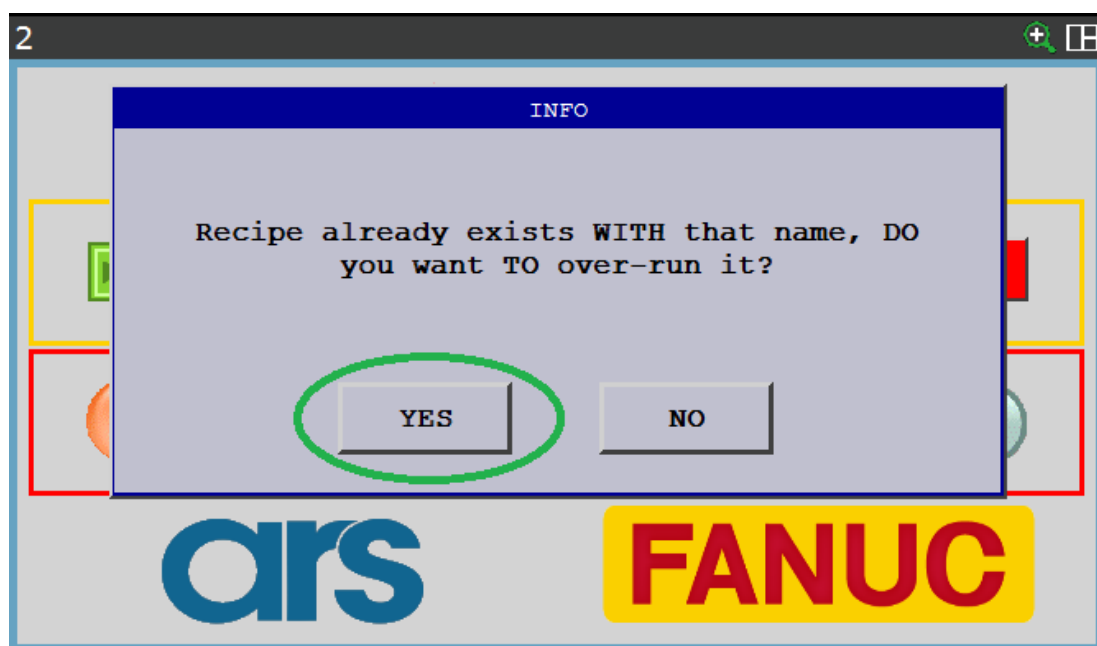 2
INFO
Recipe already exists WITH that name, DO
you want TO over-run it?
YES NO
ars FANUC